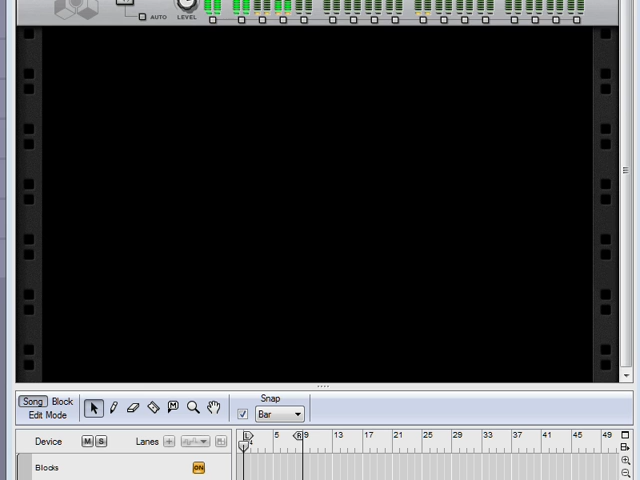 AUTO LEVEL
Song Block
Edit Mode
Snap
Bar
Device M S Lanes
L R
5 9 13 17 21 25 29 33 37 41 45 49
Blocks ON